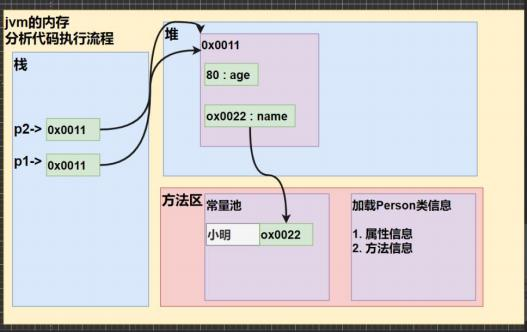 jvm的内存
分析代码执行流程
栈
p2->
0x0011
p1->
0x0011
堆
0x0011
80 : age
ox0022 : name
方法区
常量池
小明
ox0022
加载Person类信息
1. 属性信息
2. 方法信息